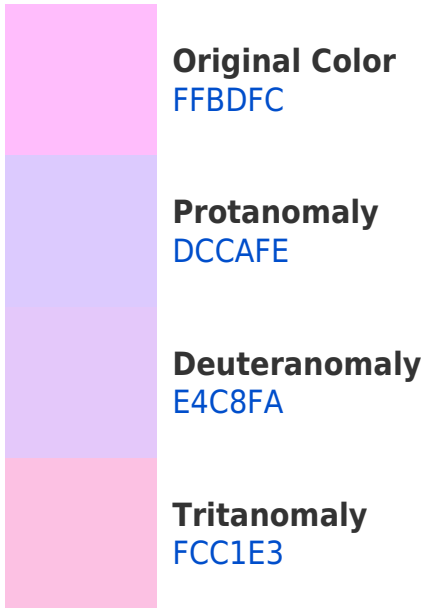 Original Color
FFBDFC
Protanomaly
DCCAFE
Deuteranomaly
E4C8FA
Tritanomaly
FCC1E3